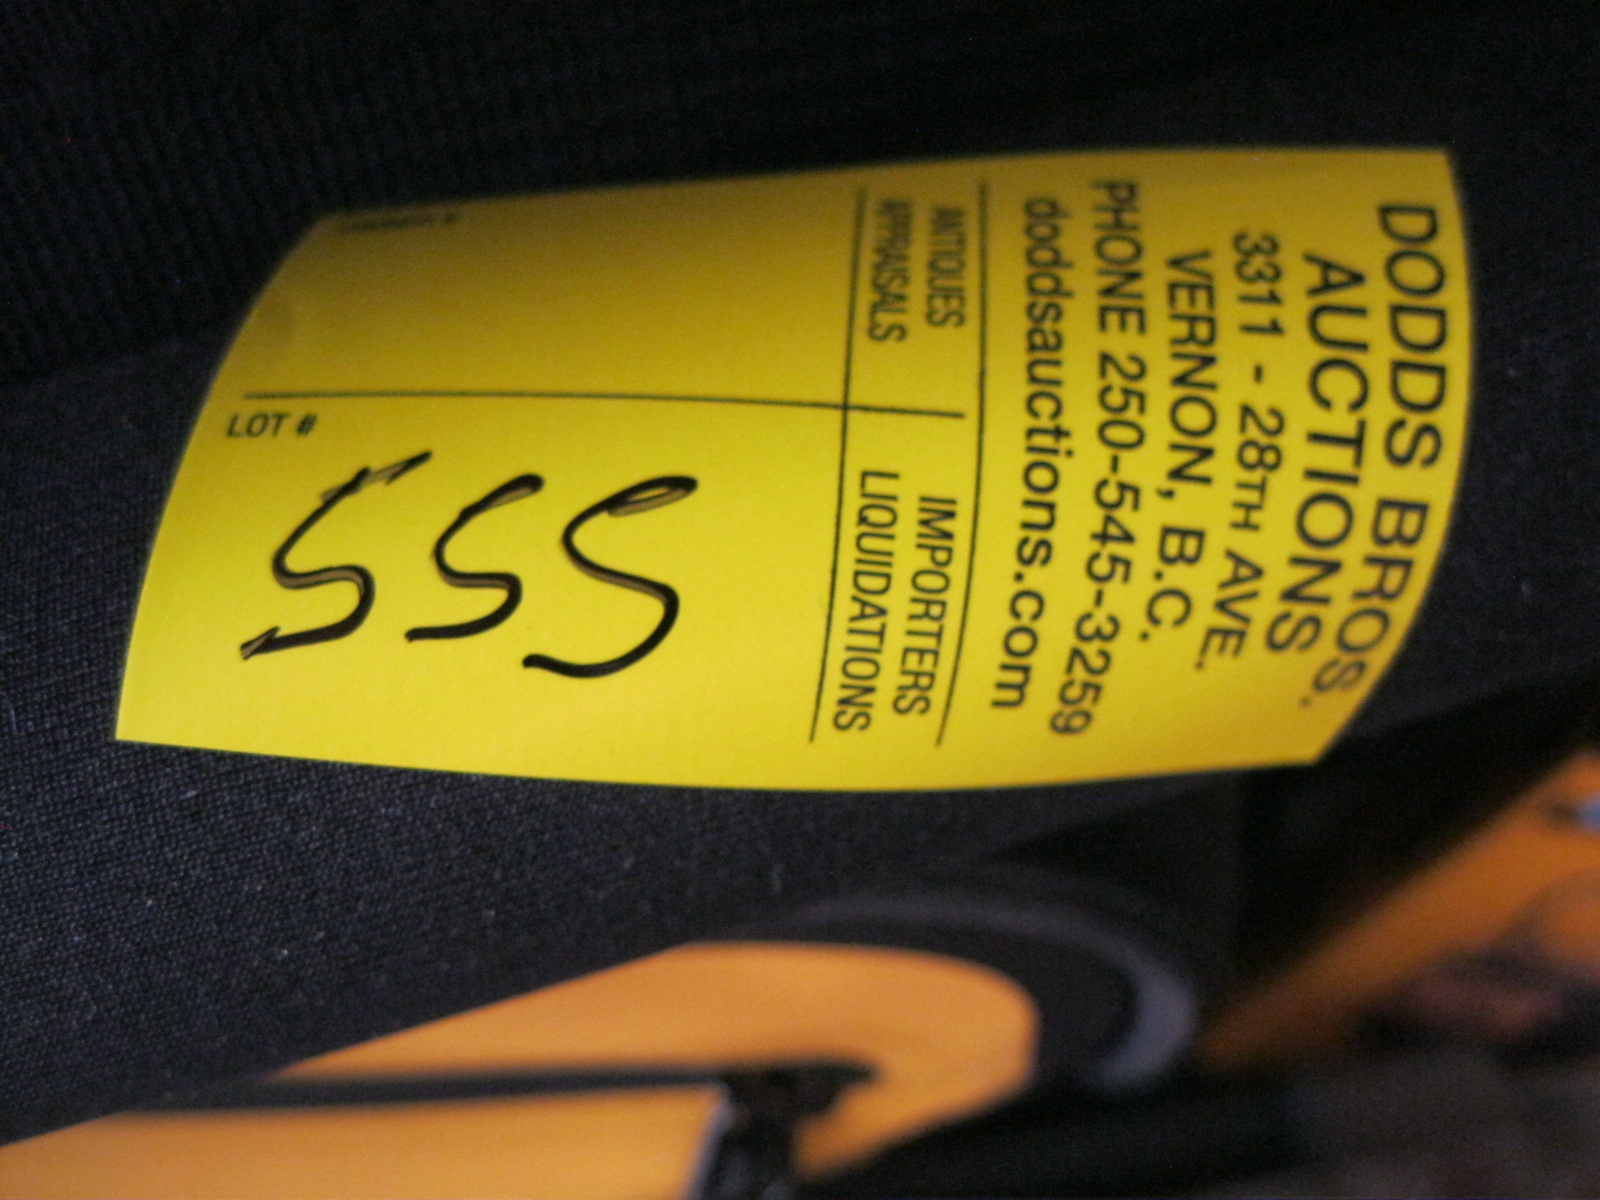 DODDS BROS.
AUCTIONS
3311 - 28TH AVE.
VERNON, B.C.
PHONE 250-545-3259
doddsauctions.com
ANTIQUES
APPRAISALS
IMPORTERS
LIQUIDATIONS
LOT #
555